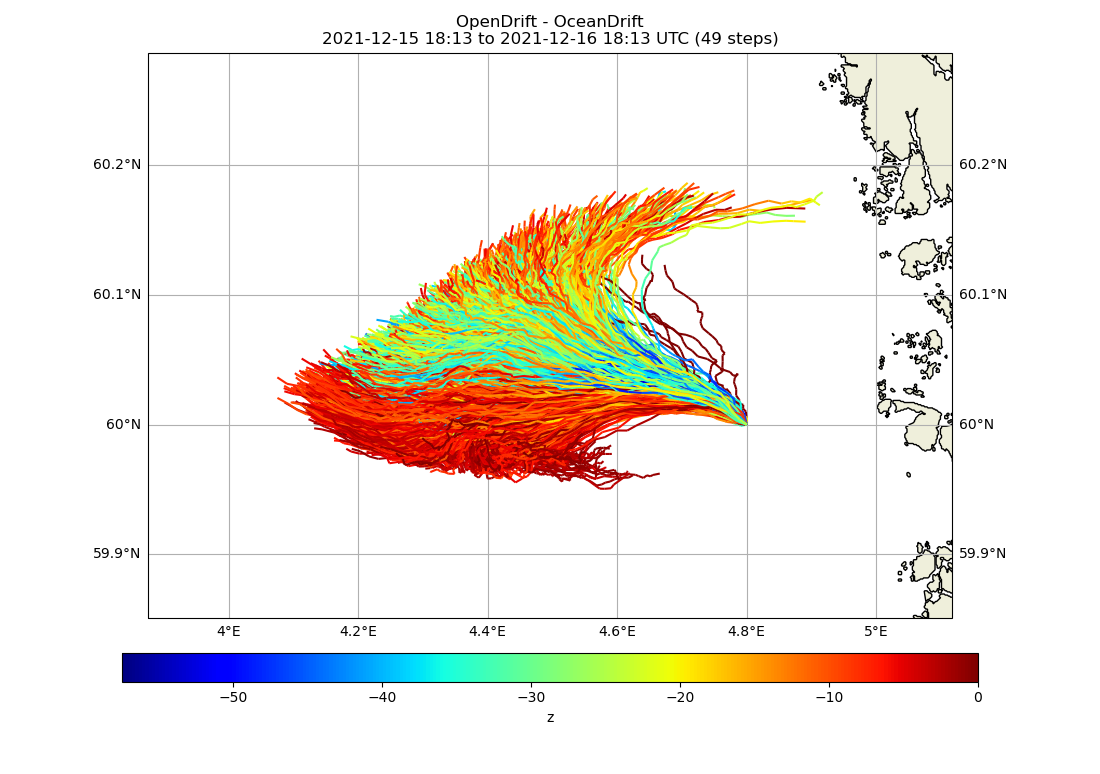 OpenDrift - OceanDrift
2021-12-15 18:13 to 2021-12-16 18:13 UTC (49 steps)
60.2°N 60.2°N
60.1°N 60.1°N
60°N 60°N
59.9°N 59.9°N
4°E 4.2°E 4.4°E 4.6°E 4.8°E 5°E
−50 −40 −30 −20 −10 0
z